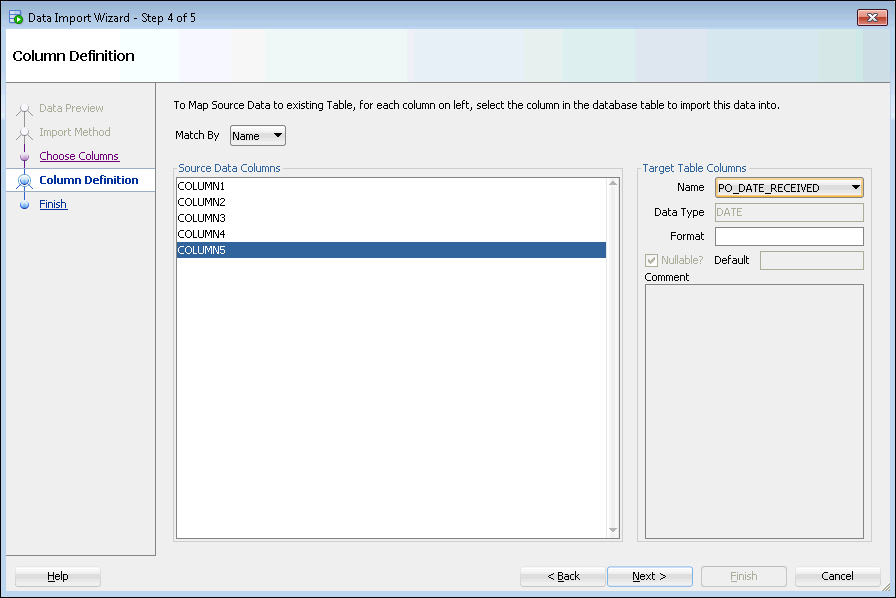 Data Import Wizard - Step 4 of 5
Column Definition
Data Preview
Import Method
Choose Columns
Column Definition
Finish
To Map Source Data to existing Table, for each column on left, select the column in the database table to import this data into.
Match By Name
Source Data Columns
COLUMN1
COLUMN2
COLUMN3
COLUMN4
COLUMN5
Target Table Columns
Name PO_DATE_RECEIVED
Data Type DATE
Format
Nullable? Default
Comment
Help < Back Next > Finish Cancel